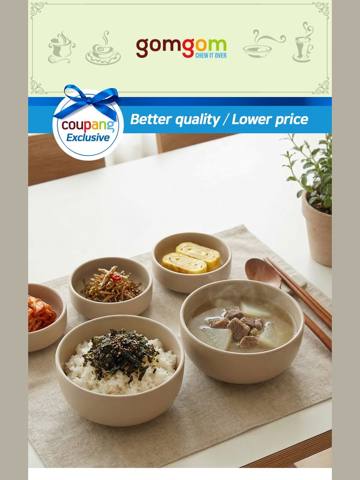 gomgom
CHEW IT OVER
coupang
Exclusive
Better quality / Lower price